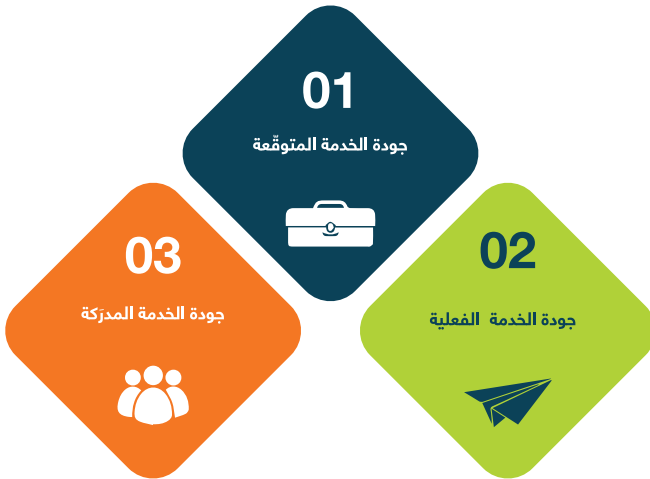 01
جودة الخدمة المتوقّعة
02
جودة الخدمة الفعلية
03
جودة الخدمة المدرَكة